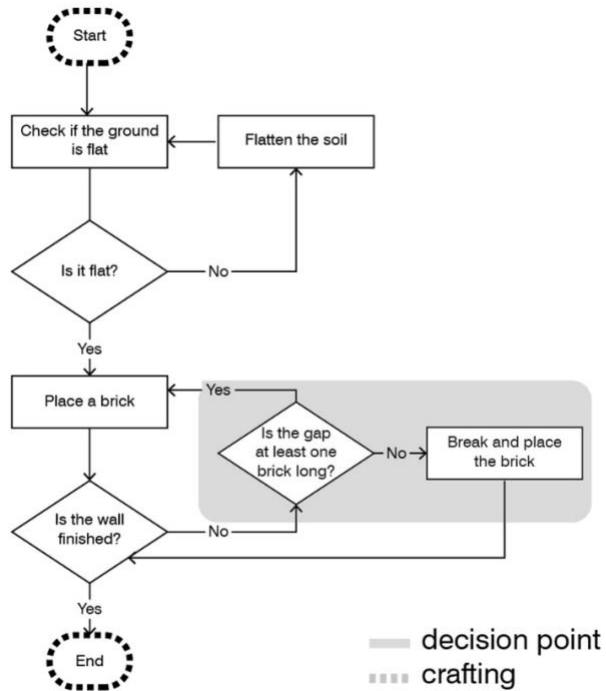 Start
Check if the ground
is flat
Flatten the soil
Is it flat?
No
Yes
Place a brick
Yes
Is the gap
at least one
brick long?
No
Break and place
the brick
Is the wall
finished?
No
Yes
End
decision point
crafting